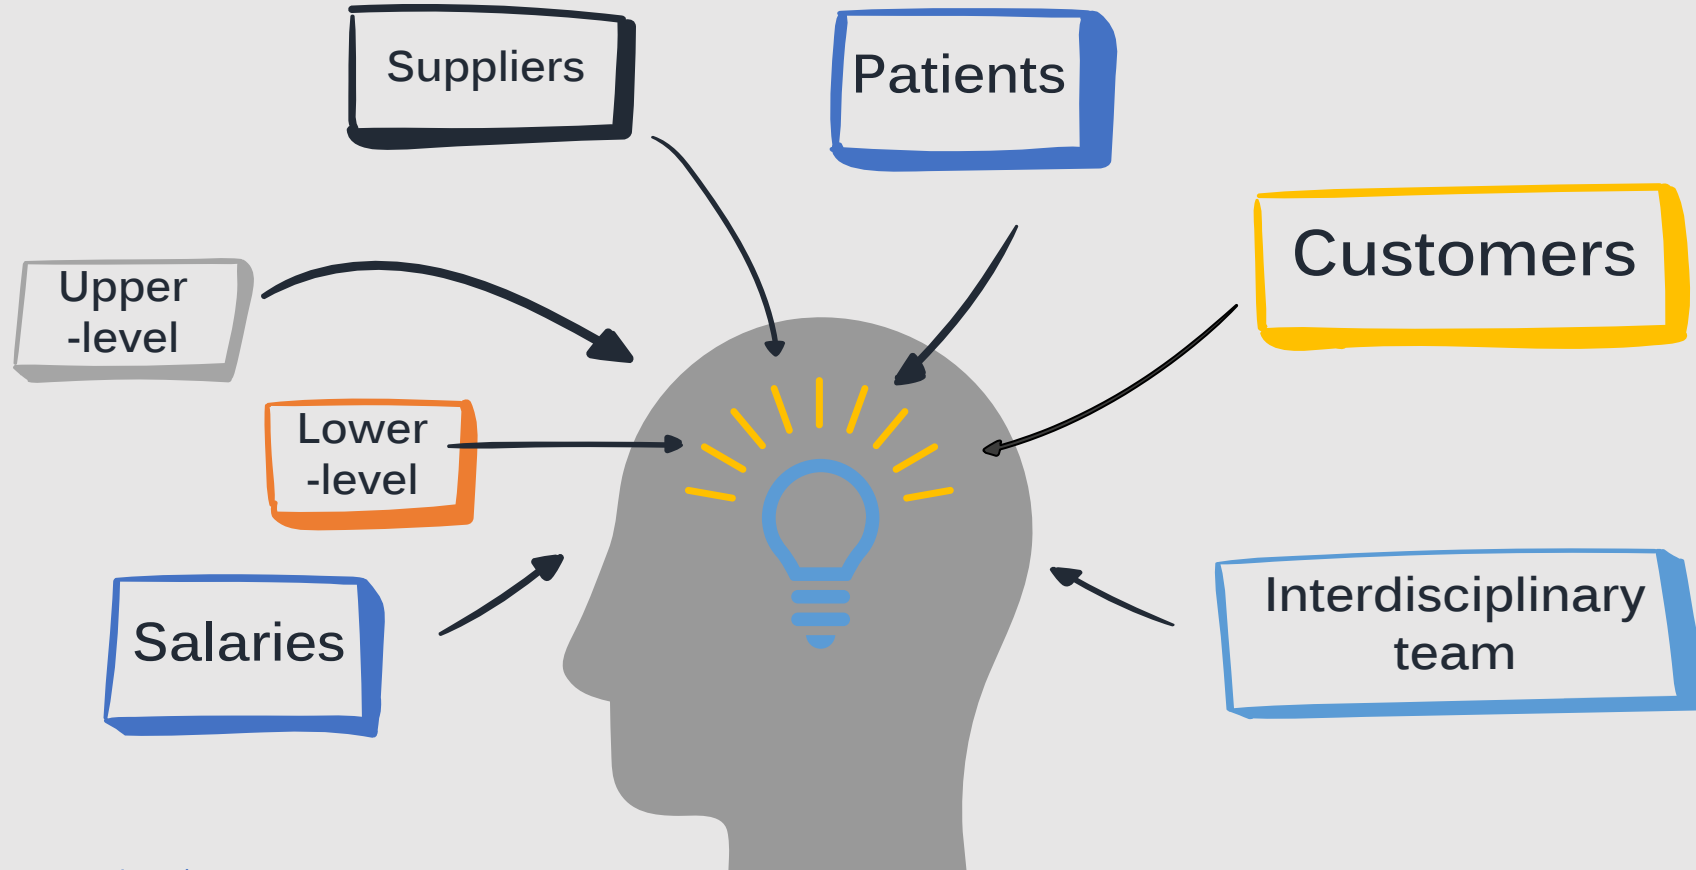 Suppliers
Patients
Customers
Upper
-level
Lower
-level
Salaries
Interdisciplinary
team